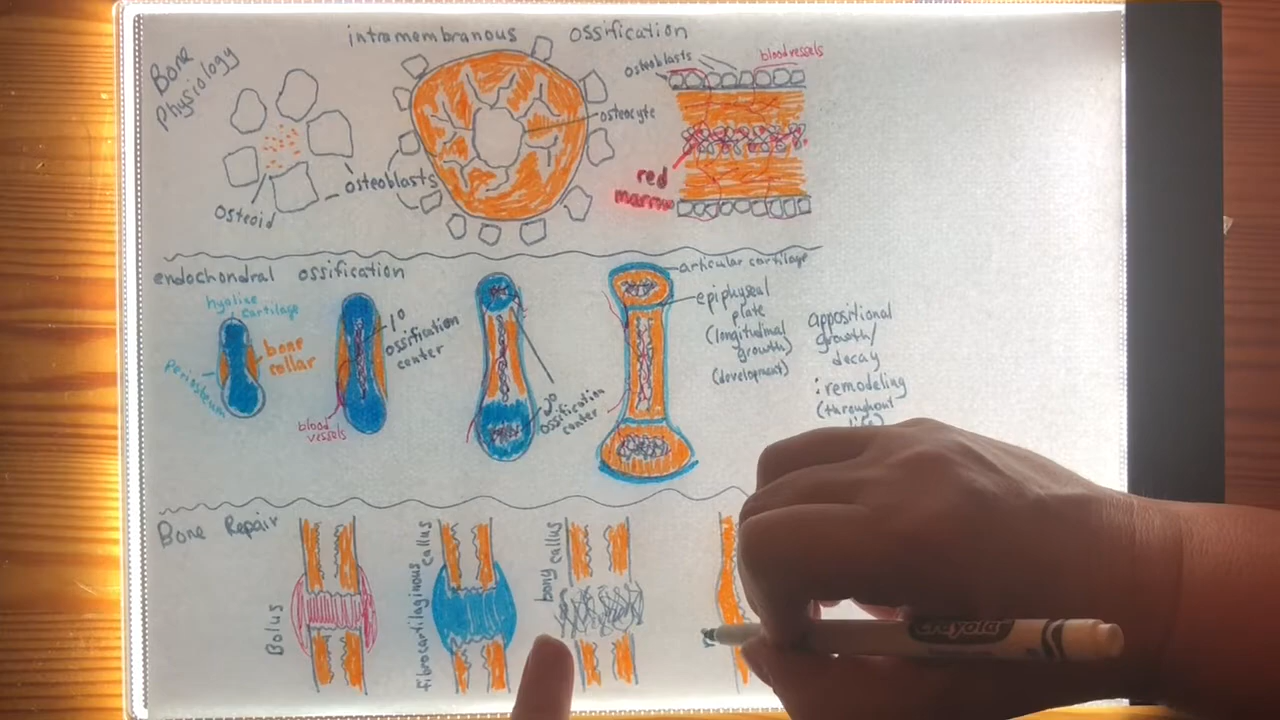 Bone
Physiology
intramembranous ossification
osteoid
osteoblasts
osteocyte
osteoblasts
blood vessels
red
marrow
endochondral ossification
hyaline
cartilage
bone
collar
periosteum
1°
ossification
center
blood
vessels
2°
ossification
center
articular cartilage
epiphyseal
plate
(longitudinal
growth)
(development)
appositional
growth/
decay
: remodeling
(throughout
life)
Bone Repair
Bolus
fibrocartilaginous callus
bony callus
crayola